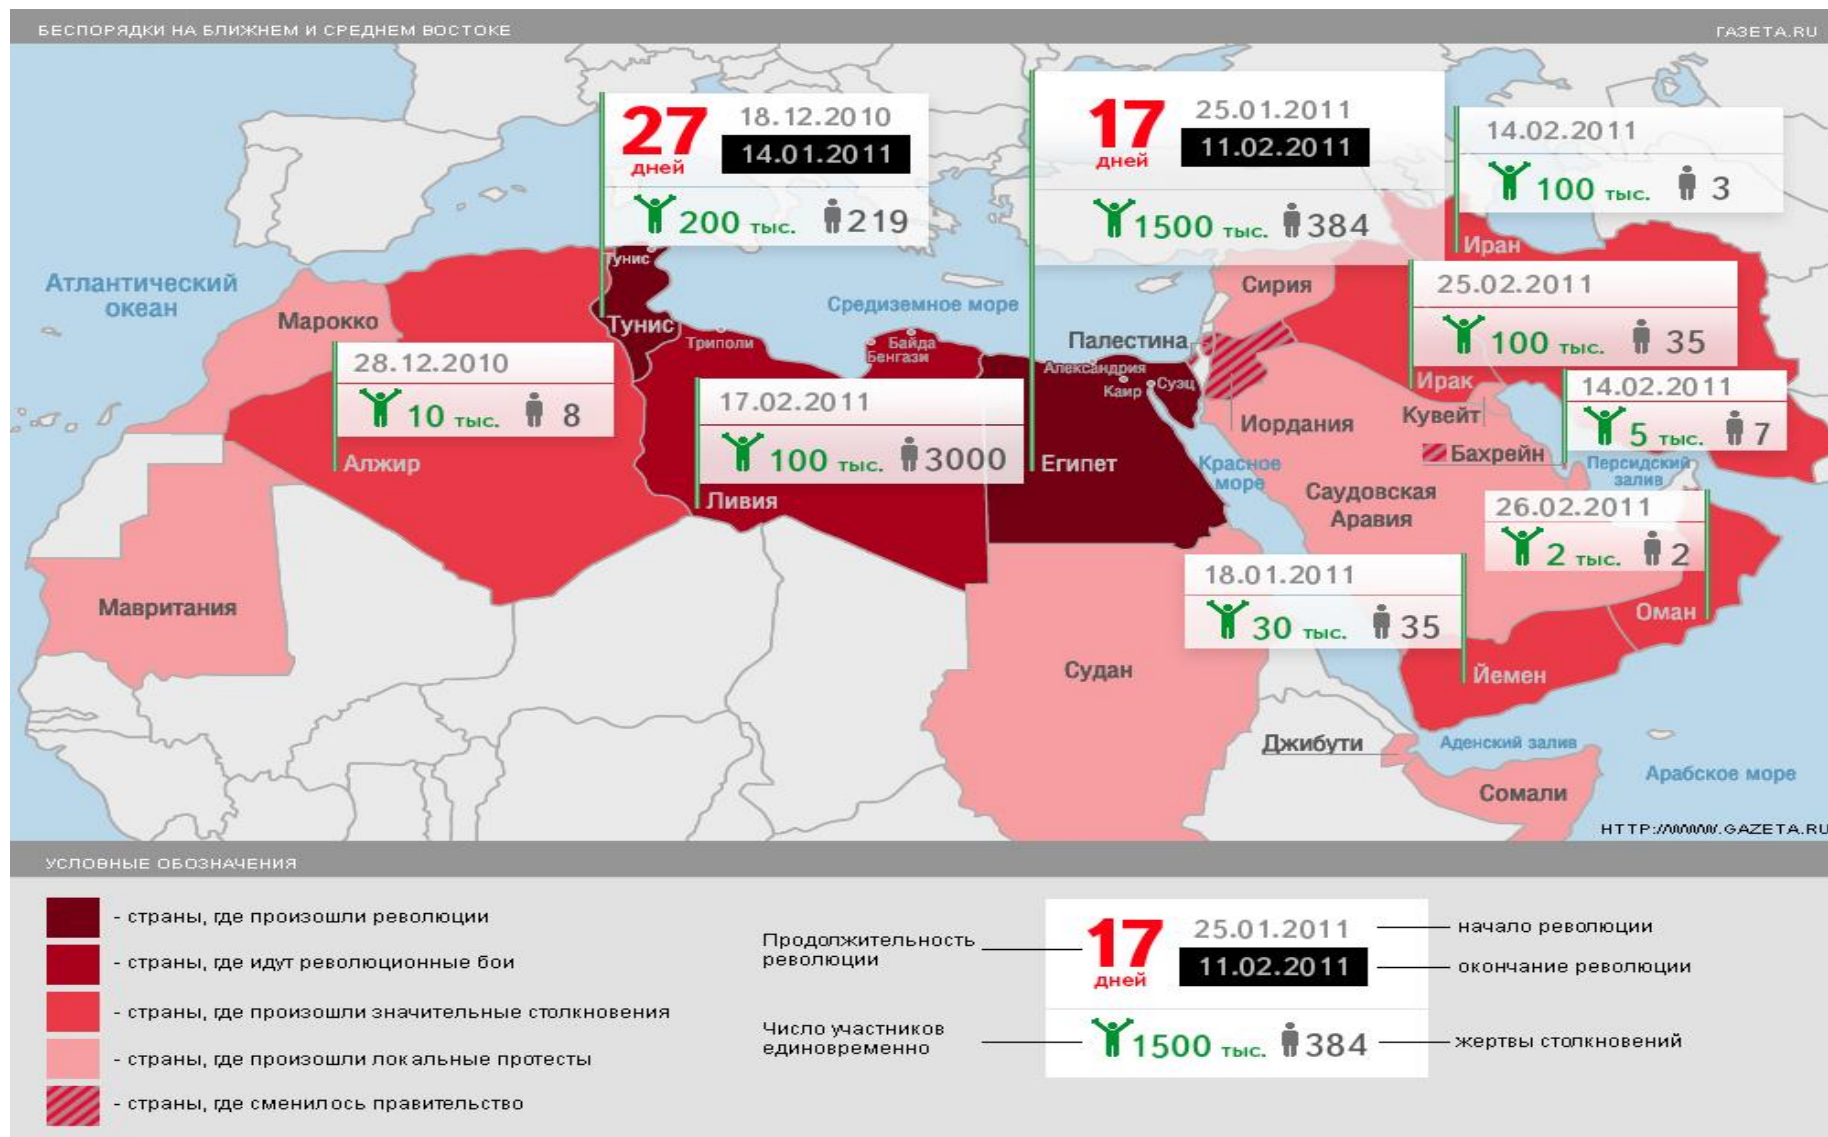 БЕСПОРЯДКИ НА БЛИЖНЕМ И СРЕДНЕМ ВОСТОКЕ
ГАЗЕТА.RU
27 дней
18.12.2010
14.01.2011
200 тыс. 219
17 дней
25.01.2011
11.02.2011
1500 тыс. 384
14.02.2011
100 тыс. 3
Иран
Тунис
Атлантический
океан
Марокко
Тунис
Средиземное море
Сирия
25.02.2011
100 тыс. 35
Ирак
Триполи
Байда
Бенгази
Палестина
Александрия
Каир
Суэц
28.12.2010
10 тыс. 8
Алжир
17.02.2011
100 тыс. 3000
Ливия
Египет
Иордания
Кувейт
14.02.2011
5 тыс. 7
Бахрейн
Красное
море
Персидский
залив
Саудовская
Аравия
26.02.2011
2 тыс. 2
Оман
18.01.2011
30 тыс. 35
Йемен
Мавритания
Судан
Джибути
Аденский залив
Арабское море
Сомали
HTTP://WWW.GAZETA.RU
УСЛОВНЫЕ ОБОЗНАЧЕНИЯ
- страны, где произошли революции
- страны, где идут революционные бои
- страны, где произошли значительные столкновения
- страны, где произошли локальные протесты
- страны, где сменилось правительство
Продолжительность
революции
17 дней
25.01.2011
начало революции
11.02.2011
окончание революции
Число участников
единовременно
1500 тыс. 384
жертвы столкновений